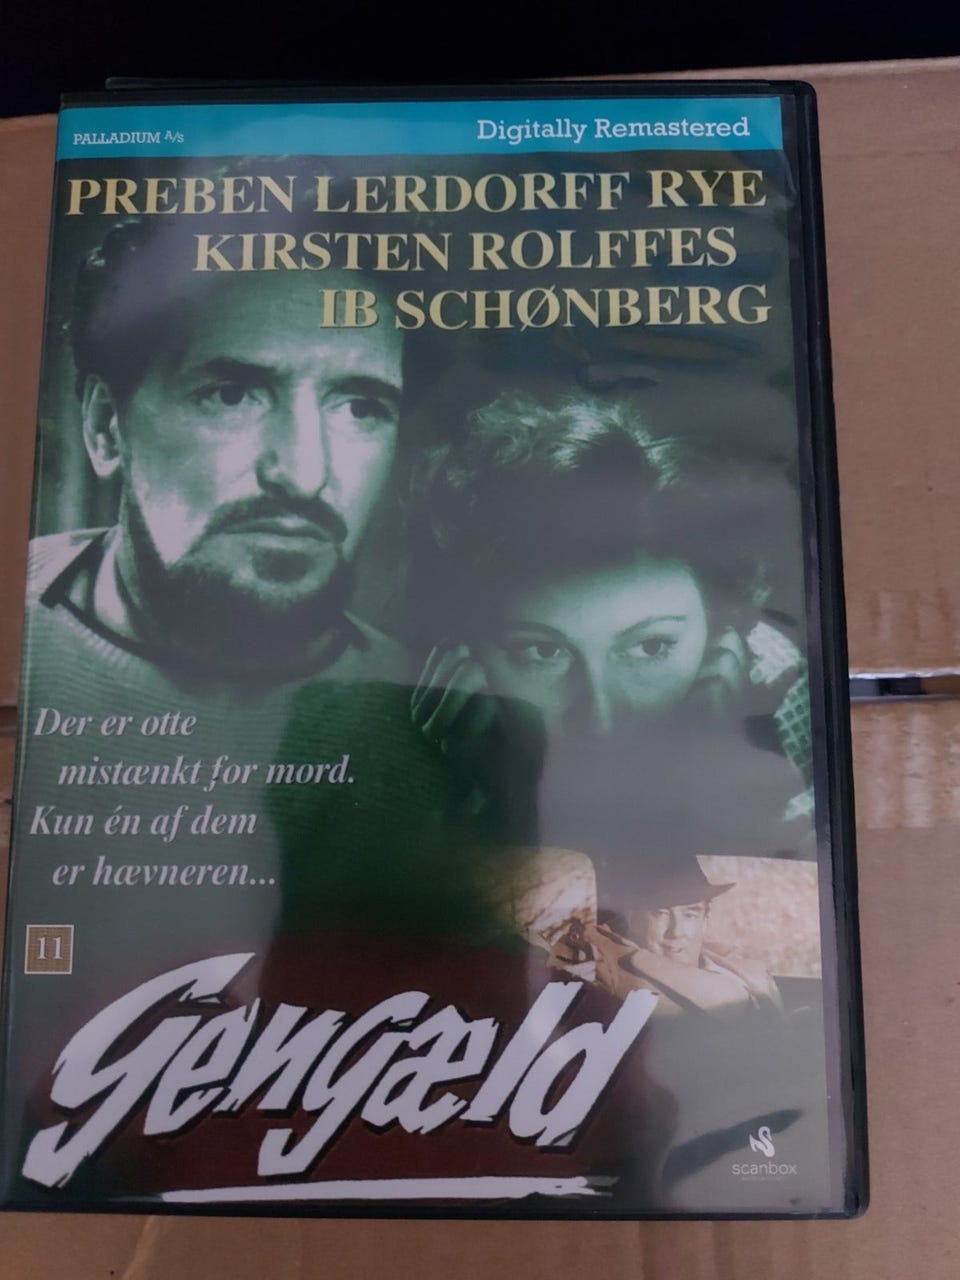 PALLADIUM A/S
Digitally Remastered
PREBEN LERDORFF RYE
KIRSTEN ROLFFES
IB SCHØNBERG
Der er otte
mistænkt for mord.
Kun én af dem
er hævneren...
11
Gengæld
scanbox